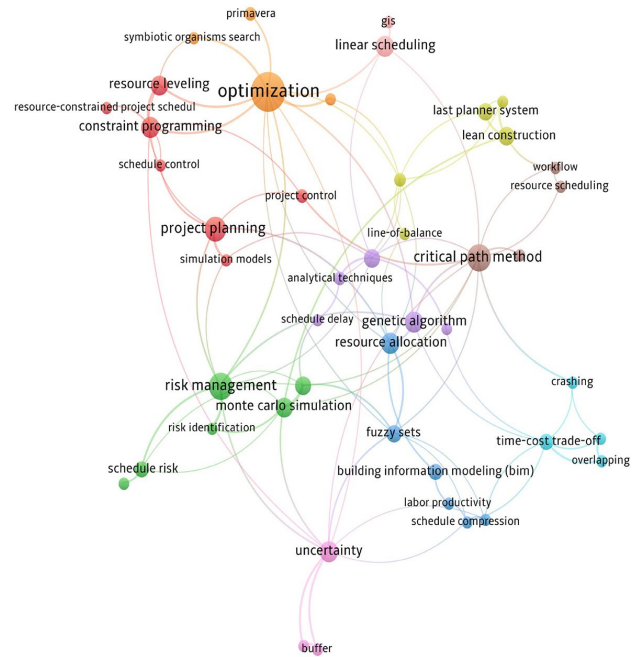 primavera
gis
symbiotic organisms search
linear scheduling
resource leveling
optimization
resource-constrained project schedul
last planner system
constraint programming
lean construction
schedule control
workflow
resource scheduling
project control
project planning
line-of-balance
simulation models
critical path method
analytical techniques
schedule delay
genetic algorithm
resource allocation
risk management
crashing
monte carlo simulation
risk identification
fuzzy sets
time-cost trade-off
overlapping
schedule risk
building information modeling (bim)
labor productivity
schedule compression
uncertainty
buffer